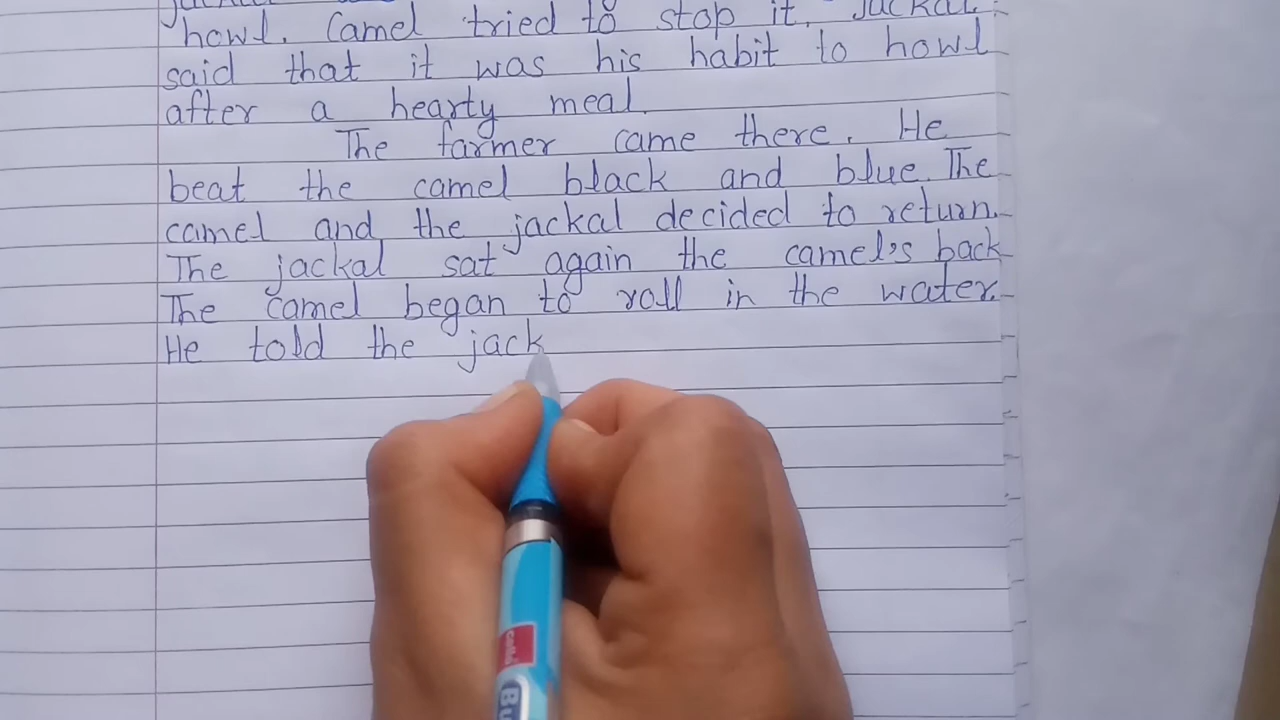 howl. Camel tried to stop it. Jackal
said that it was his habit to howl
after a hearty meal.
The farmer came there. He
beat the camel black and blue. The
camel and the jackal decided to return.
The jackal sat again the camel's back
The camel began to roll in the water.
He told the jack
cello
Bu